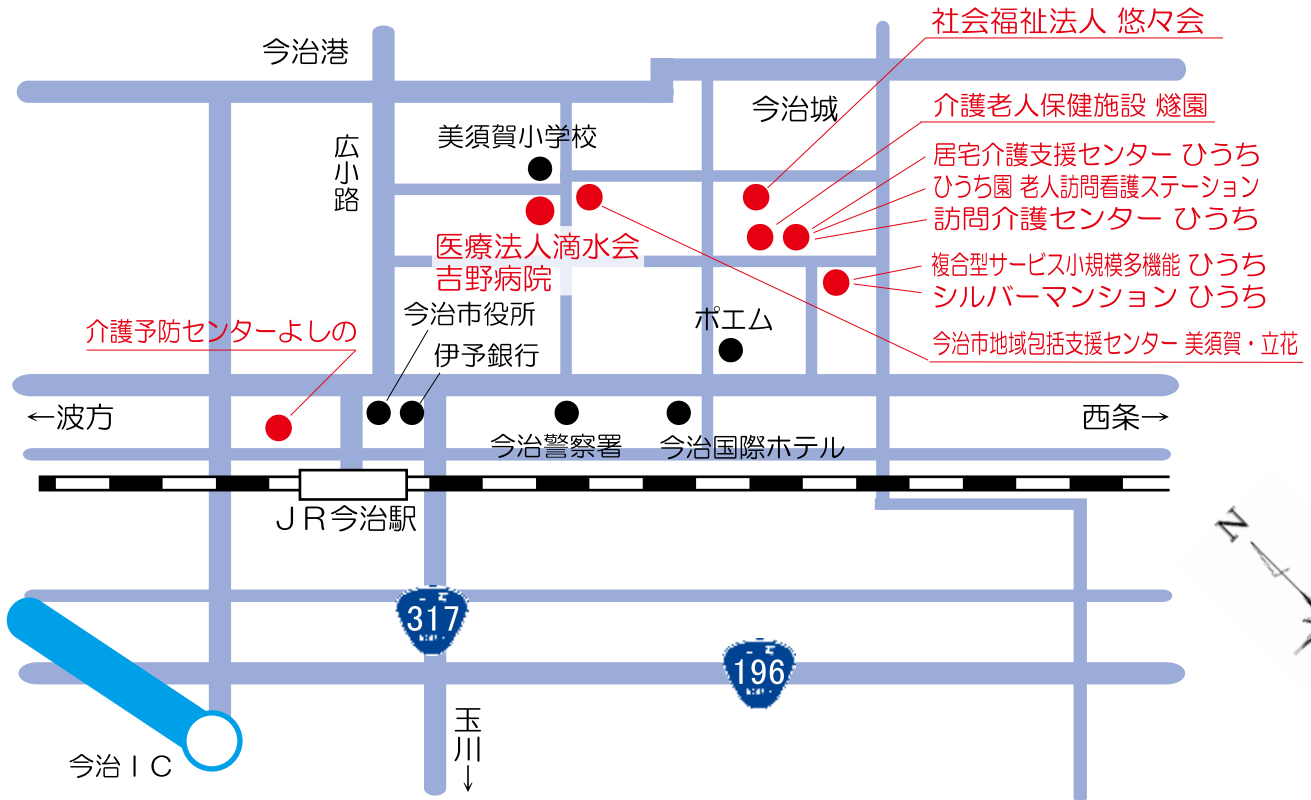 社会福祉法人 悠々会
今治港
今治城
介護老人保健施設 燧園
美須賀小学校
広小路
居宅介護支援センター ひうち
ひうち園 老人訪問看護ステーション
訪問介護センター ひうち
医療法人滴水会
吉野病院
複合型サービス小規模多機能 ひうち
シルバーマンション ひうち
今治市役所
ポエム
介護予防センターよしの
伊予銀行
今治市地域包括支援センター 美須賀・立花
←波方
西条→
今治警察署
今治国際ホテル
JR今治駅
N
317
196
玉川↓
今治IC